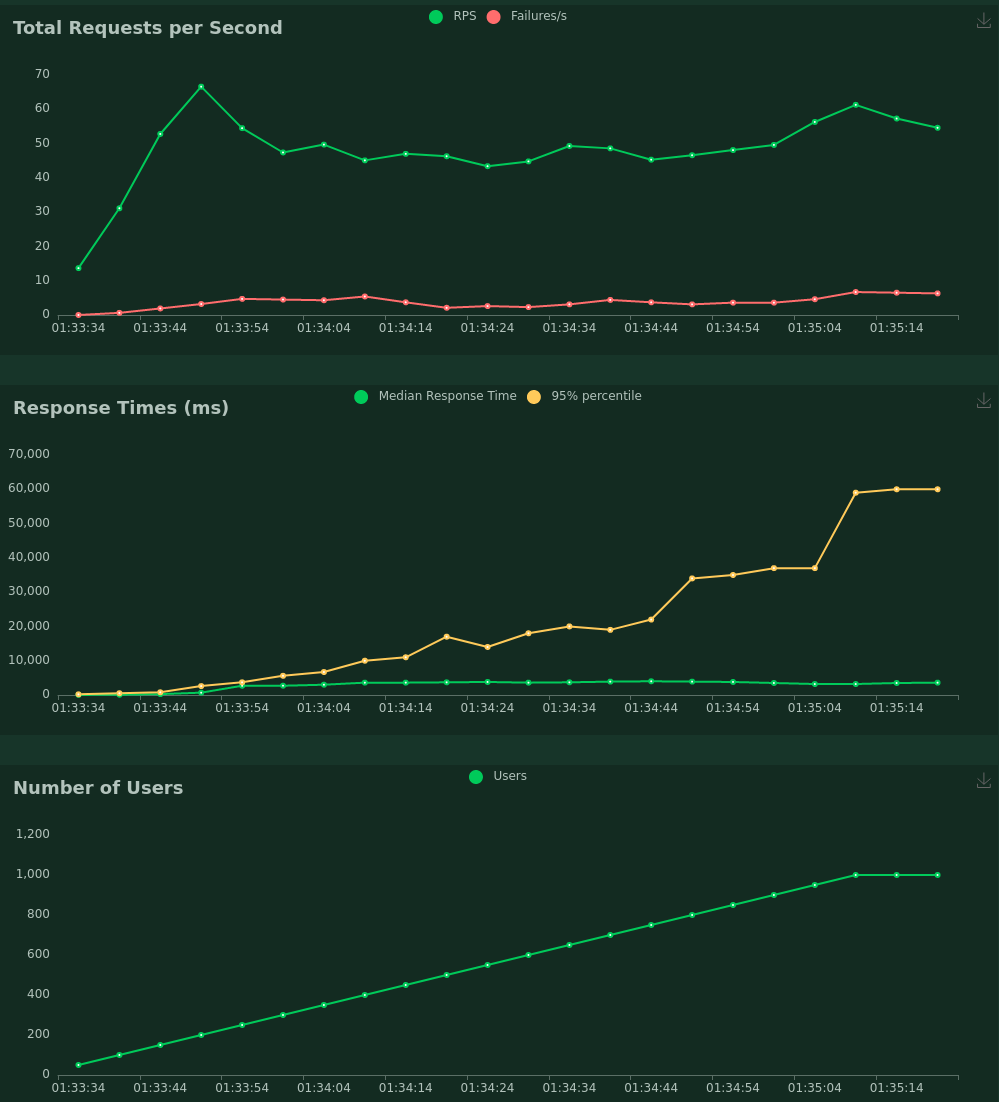 Total Requests per Second
RPS Failures/s
70
60
50
40
30
20
10
0
01:33:34 01:33:44 01:33:54 01:34:04 01:34:14 01:34:24 01:34:34 01:34:44 01:34:54 01:35:04 01:35:14
Response Times (ms)
Median Response Time 95% percentile
70,000
60,000
50,000
40,000
30,000
20,000
10,000
0
01:33:34 01:33:44 01:33:54 01:34:04 01:34:14 01:34:24 01:34:34 01:34:44 01:34:54 01:35:04 01:35:14
Number of Users
Users
1,200
1,000
800
600
400
200
0
01:33:34 01:33:44 01:33:54 01:34:04 01:34:14 01:34:24 01:34:34 01:34:44 01:34:54 01:35:04 01:35:14